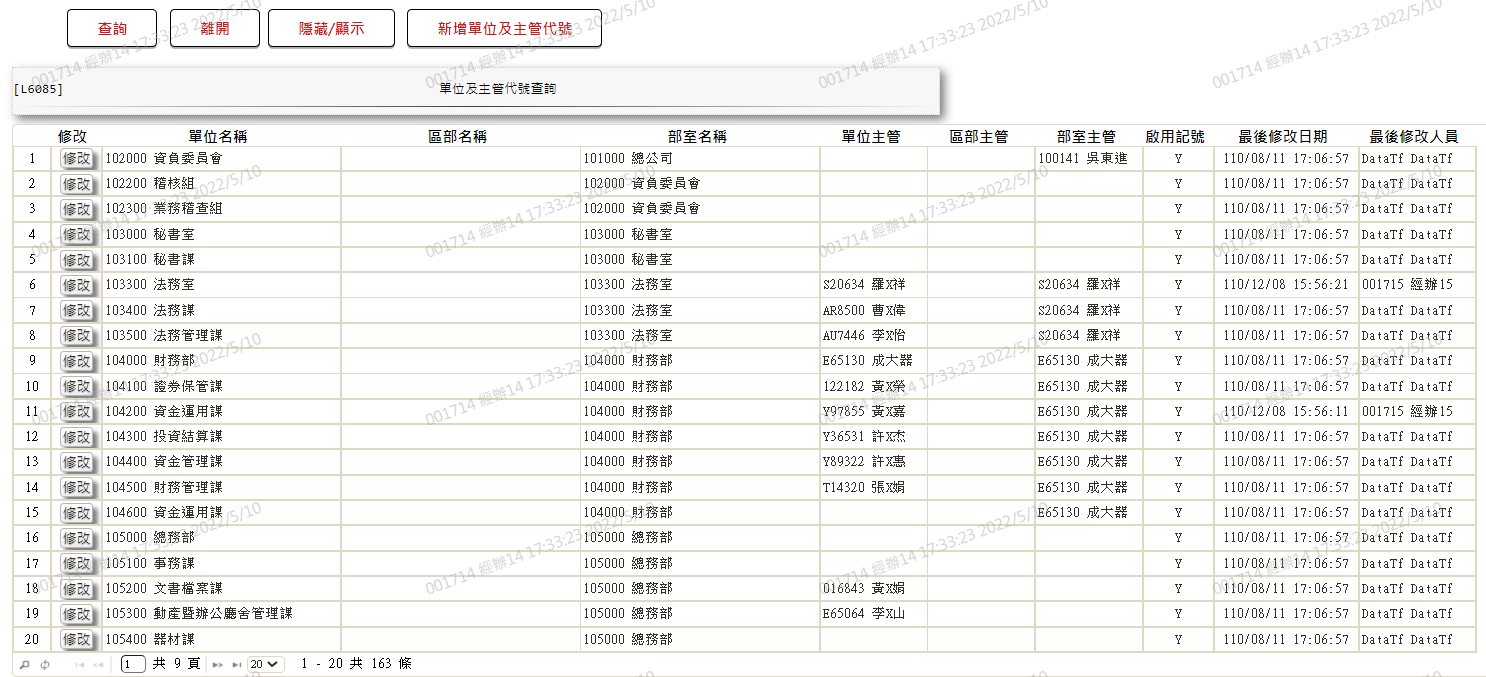 查詢 離開 隱藏/顯示 新增單位及主管代號
[L6085] 單位及主管代號查詢
修改 單位名稱 區部名稱 部室名稱 單位主管 區部主管 部室主管 啟用記號 最後修改日期 最後修改人員
1 修改 102000 資負委員會 101000 總公司 100141 吳東進 Y 110/08/11 17:06:57 DataTf DataTf
2 修改 102200 稽核組 102000 資負委員會 Y 110/08/11 17:06:57 DataTf DataTf
3 修改 102300 業務稽查組 102000 資負委員會 Y 110/08/11 17:06:57 DataTf DataTf
4 修改 103000 秘書室 103000 秘書室 Y 110/08/11 17:06:57 DataTf DataTf
5 修改 103100 秘書課 103000 秘書室 Y 110/08/11 17:06:57 DataTf DataTf
6 修改 103300 法務室 103300 法務室 S20634 羅X祥 S20634 羅X祥 Y 110/12/08 15:56:21 001715 經辦15
7 修改 103400 法務課 103300 法務室 AR8500 曹X偉 S20634 羅X祥 Y 110/08/11 17:06:57 DataTf DataTf
8 修改 103500 法務管理課 103300 法務室 AU7446 李X怡 S20634 羅X祥 Y 110/08/11 17:06:57 DataTf DataTf
9 修改 104000 財務部 104000 財務部 E65130 成大器 E65130 成大器 Y 110/08/11 17:06:57 DataTf DataTf
10 修改 104100 證券保管課 104000 財務部 122182 黃X榮 E65130 成大器 Y 110/08/11 17:06:57 DataTf DataTf
11 修改 104200 資金運用課 104000 財務部 Y97855 黃X嘉 E65130 成大器 Y 110/12/08 15:56:11 001715 經辦15
12 修改 104300 投資結算課 104000 財務部 Y36531 許X杰 E65130 成大器 Y 110/08/11 17:06:57 DataTf DataTf
13 修改 104400 資金管理課 104000 財務部 Y89322 許X惠 E65130 成大器 Y 110/08/11 17:06:57 DataTf DataTf
14 修改 104500 財務管理課 104000 財務部 T14320 張X娟 E65130 成大器 Y 110/08/11 17:06:57 DataTf DataTf
15 修改 104600 資金運用課 104000 財務部 E65130 成大器 Y 110/08/11 17:06:57 DataTf DataTf
16 修改 105000 總務部 105000 總務部 Y 110/08/11 17:06:57 DataTf DataTf
17 修改 105100 事務課 105000 總務部 Y 110/08/11 17:06:57 DataTf DataTf
18 修改 105200 文書檔案課 105000 總務部 016843 黃X娟 Y 110/08/11 17:06:57 DataTf DataTf
19 修改 105300 動產暨辦公廳舍管理課 105000 總務部 E65064 李X山 Y 110/08/11 17:06:57 DataTf DataTf
20 修改 105400 器材課 105000 總務部 Y 110/08/11 17:06:57 DataTf DataTf
1 共 9 頁 20 1 - 20 共 163 條
001714 經辦14 17:33:23 2022/5/10